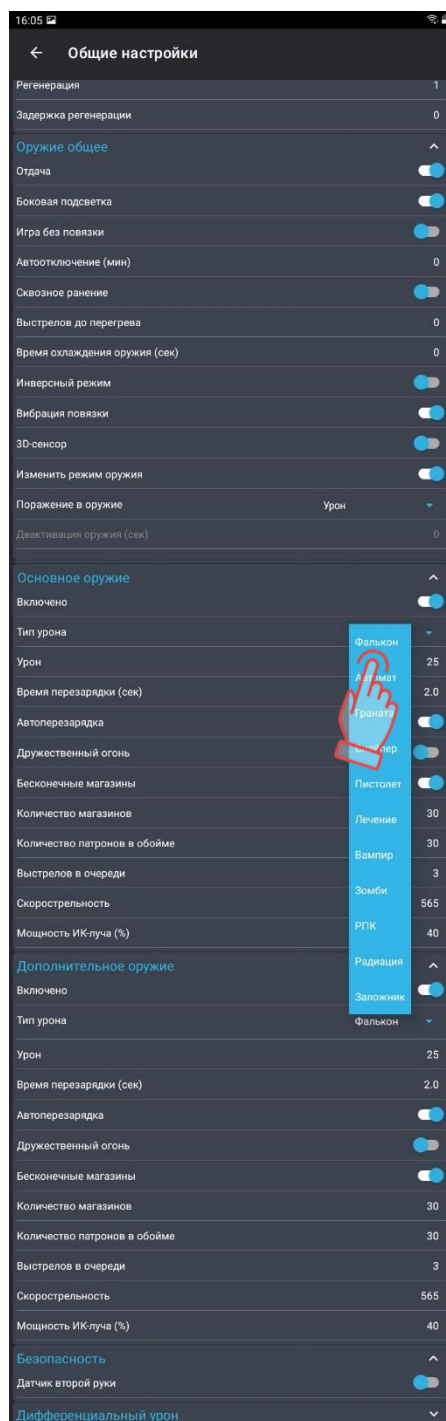 16:05
Общие настройки
Регенерация 1
Задержка регенерации 0
Оружие общее
Отдача
Боковая подсветка
Игра без повязки
Автоотключение (мин) 0
Сквозное ранение
Выстрелов до перегрева 0
Время охлаждения оружия (сек) 0
Инверсный режим
Вибрация повязки
3D-сенсор
Изменить режим оружия
Поражение в оружие Урон
Деактивация оружия (сек) 0
Основное оружие
Включено
Тип урона
Фалькон
Урон 25
Автомат
Время перезарядки (сек) 2.0
Граната
Автоперезарядка
Дружественный огонь
Бесконечные магазины
Пистолет
Количество магазинов 30
Лечение
Количество патронов в обойме 30
Вампир
Выстрелов в очереди 3
Зомби
Скорострельность 565
РПК
Мощность ИК-луча (%) 40
Радиация
Дополнительное оружие
Включено
Заложник
Тип урона Фалькон
Урон 25
Время перезарядки (сек) 2.0
Автоперезарядка
Дружественный огонь
Бесконечные магазины
Количество магазинов 30
Количество патронов в обойме 30
Выстрелов в очереди 3
Скорострельность 565
Мощность ИК-луча (%) 40
Безопасность
Датчик второй руки
Дифференциальный урон